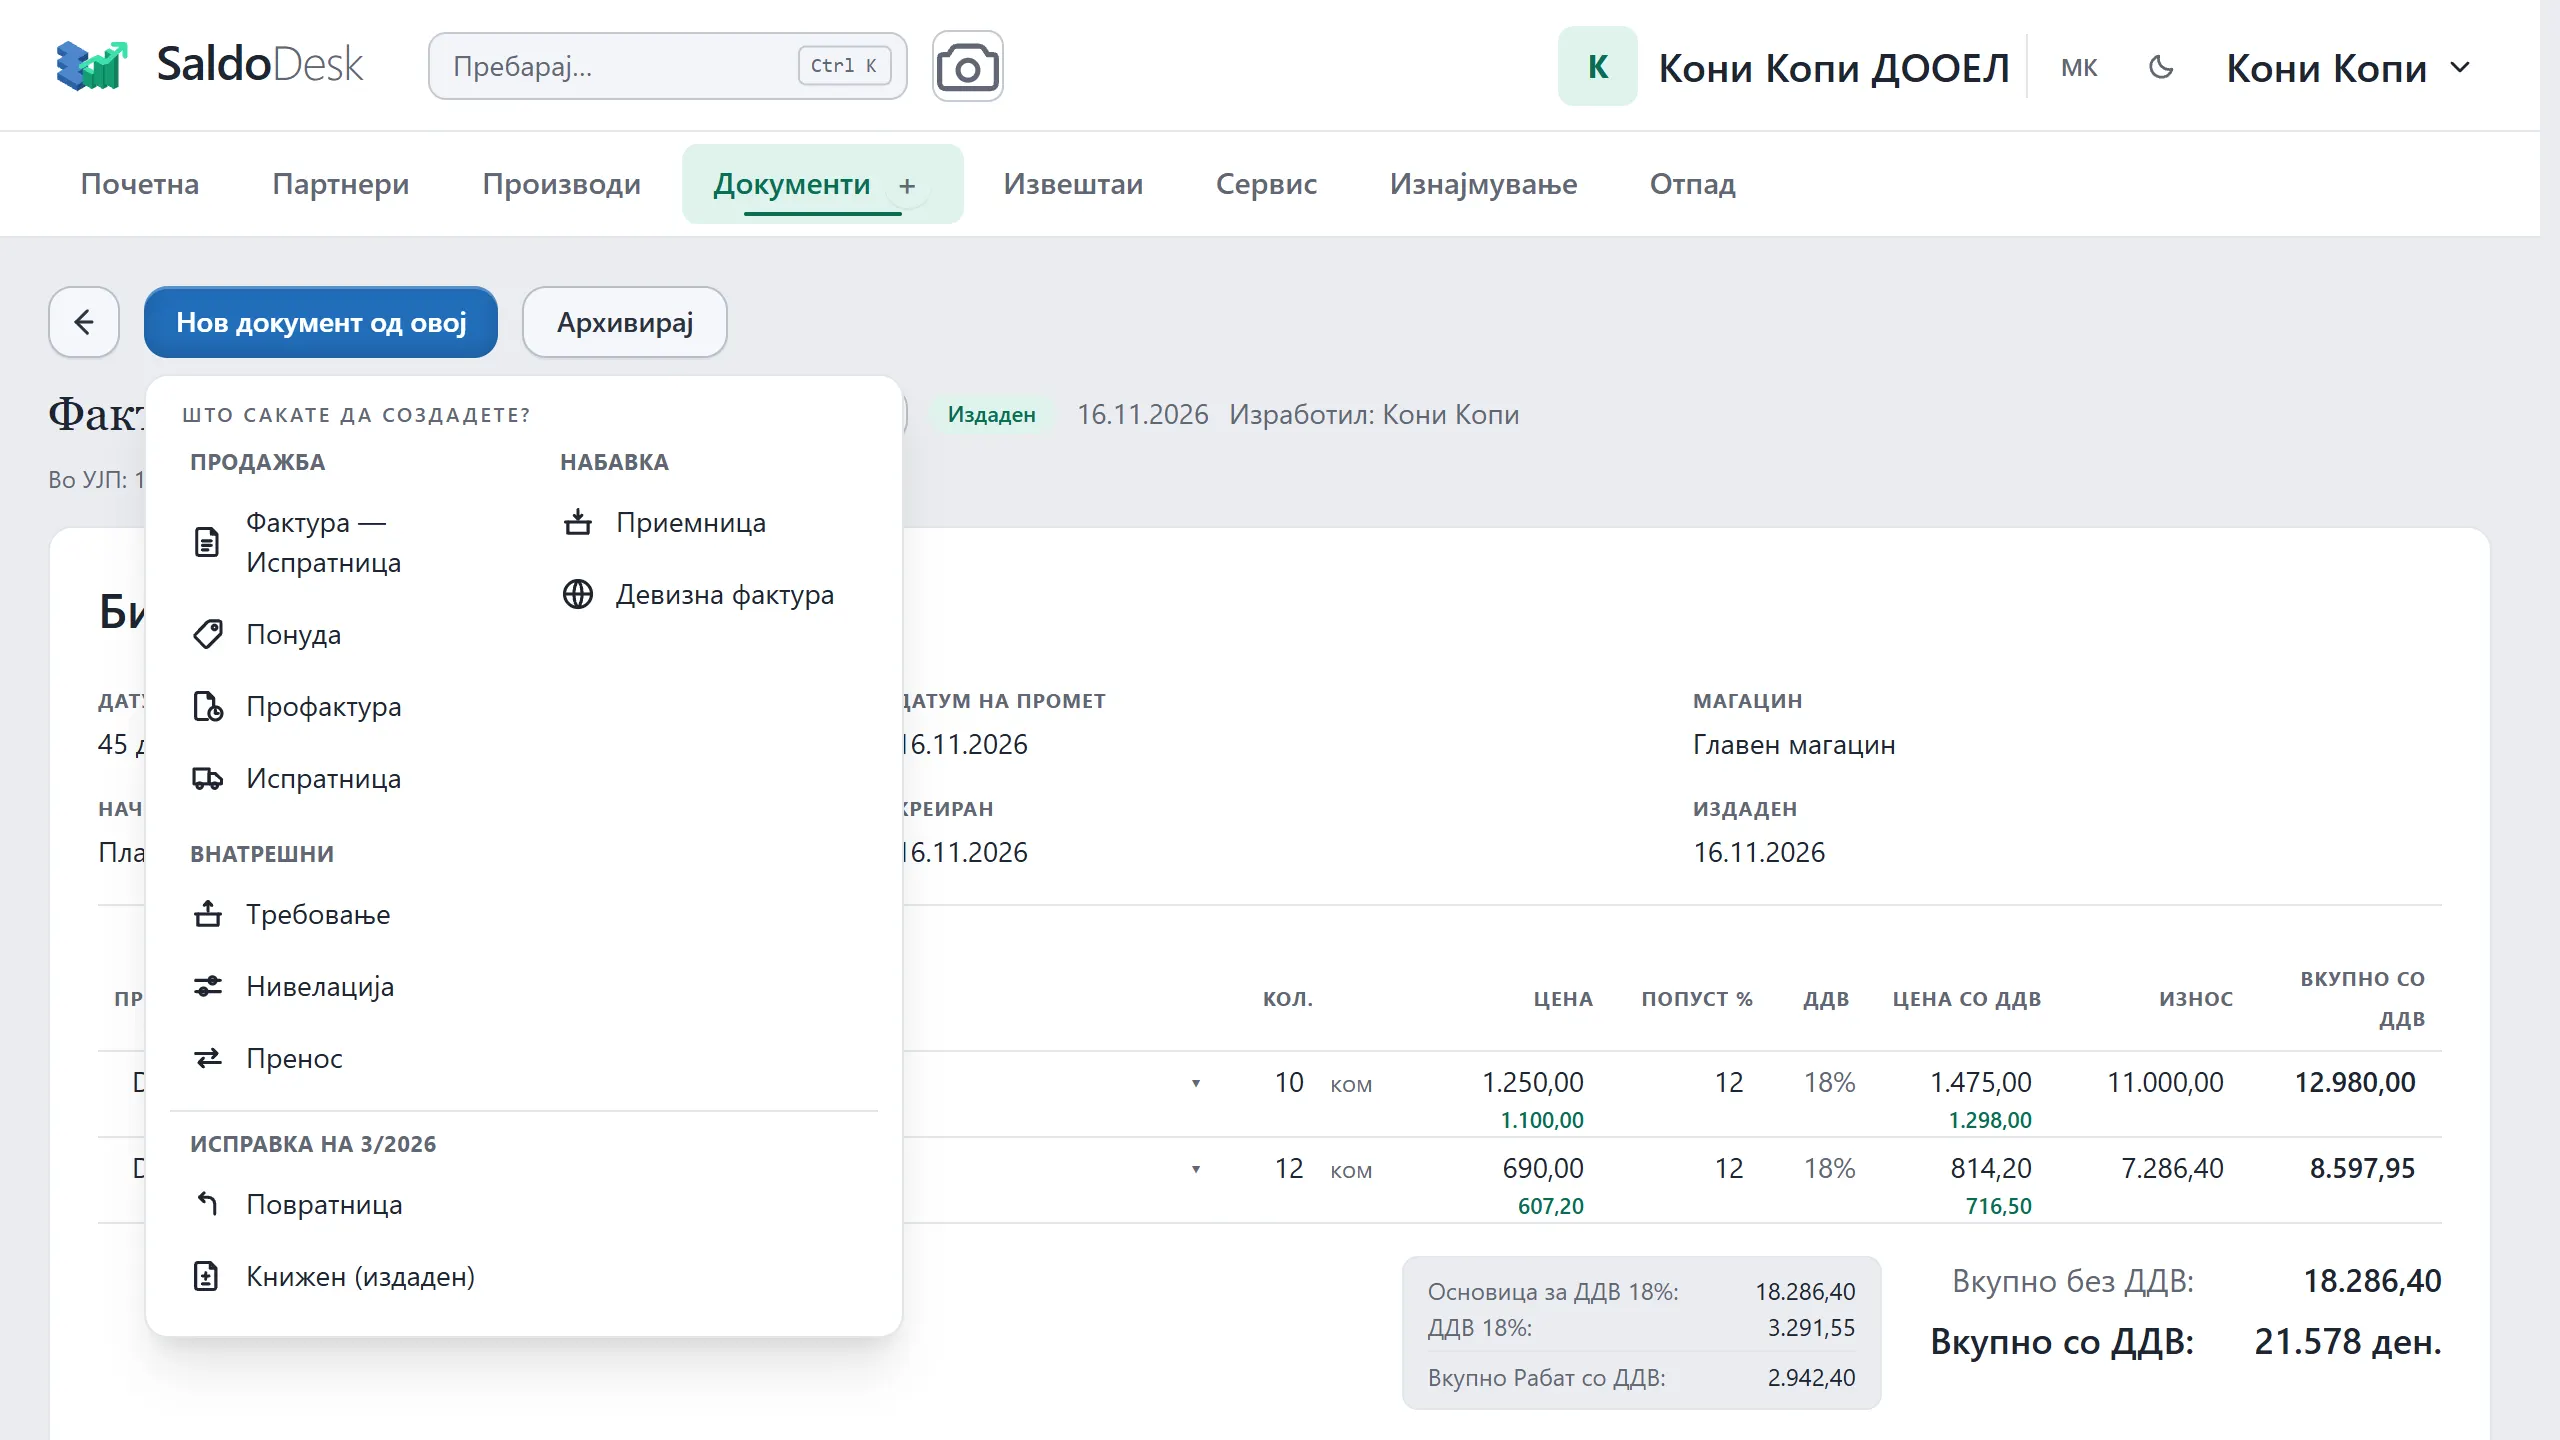 SaldoDesk
Пребарај...
Ctrl K
K
Кони Копи ДООЕЛ
МК
Кони Копи
Почетна
Партнери
Производи
Документи +
Извештаи
Сервис
Изнајмување
Отпад
Нов документ од овој
Архивирај
Издаден
16.11.2026
Изработил: Кони Копи
Во УЈП:
ШТО САКАТЕ ДА СОЗДАДЕТЕ?
ПРОДАЖБА
Фактура —
Испратница
Понуда
Профактура
Испратница
НАБАВКА
Приемница
Девизна фактура
ВНАТРЕШНИ
Требовање
Нивелација
Пренос
ИСПРАВКА НА 3/2026
Повратница
Книжен (издаден)
ДАТУМ НА ПРОМЕТ
16.11.2026
МАГАЦИН
Главен магацин
КРЕИРАН
16.11.2026
ИЗДАДЕН
16.11.2026
КОЛ.
ЦЕНА
ПОПУСТ %
ДДВ
ЦЕНА СО ДДВ
ИЗНОС
ВКУПНО СО
ДДВ
10 ком 1.250,00 12 18% 1.475,00 11.000,00 12.980,00
1.100,00 1.298,00
12 ком 690,00 12 18% 814,20 7.286,40 8.597,95
607,20 716,50
Основица за ДДВ 18%: 18.286,40
ДДВ 18%: 3.291,55
Вкупно Рабат со ДДВ: 2.942,40
Вкупно без ДДВ: 18.286,40
Вкупно со ДДВ: 21.578 ден.